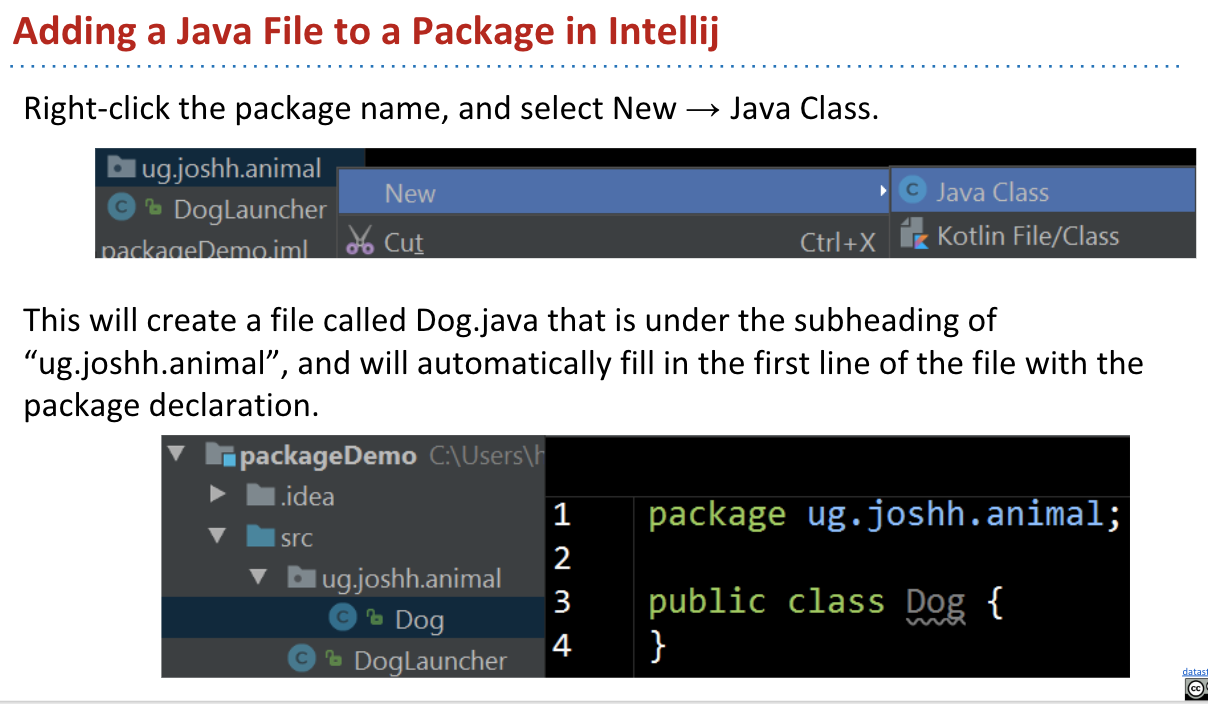 Adding a Java File to a Package in Intellij
Right-click the package name, and select New → Java Class.
ug.joshh.animal
New
Java Class
DogLauncher
packageDemo.iml
Cut
Ctrl+X
Kotlin File/Class
This will create a file called Dog.java that is under the subheading of
“ug.joshh.animal”, and will automatically fill in the first line of the file with the
package declaration.
packageDemo C:\Users\h
.idea
src
ug.joshh.animal
Dog
DogLauncher
1 package ug.joshh.animal;
2
3 public class Dog {
4 }
datast
cc